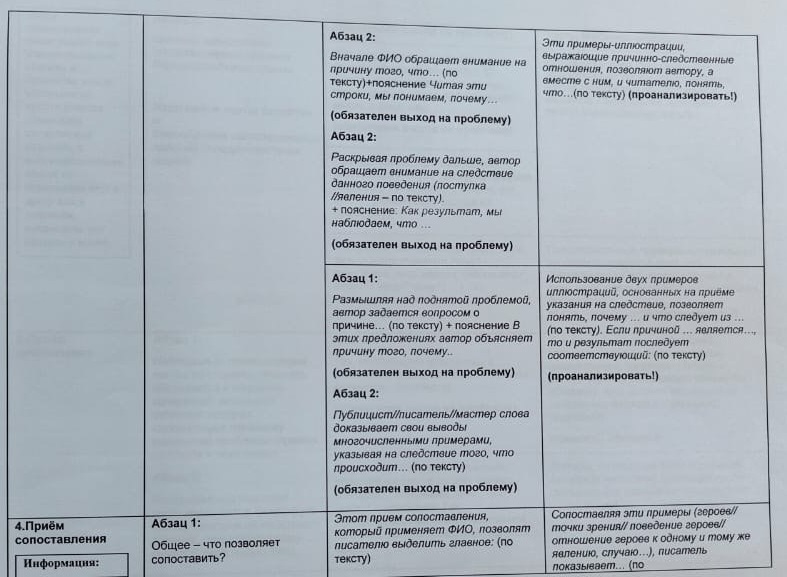 Абзац 2:
Вначале ФИО обращает внимание на
причину того, что… (по
тексту)+пояснение Читая эти
строки, мы понимаем, почему…
(обязателен выход на проблему)
Абзац 2:
Раскрывая проблему дальше, автор
обращает внимание на следствие
данного поведения (поступка
//явления – по тексту).
+ пояснение: Как результат, мы
наблюдаем, что …
(обязателен выход на проблему)
Эти примеры-иллюстрации,
выражающие причинно-следственные
отношения, позволяют автору, а
вместе с ним, и читателю, понять,
что…(по тексту) (проанализировать!)
Абзац 1:
Размышляя над поднятой проблемой,
автор задается вопросом о
причине… (по тексту) + пояснение В
этих предложениях автор объясняет
причину того, почему..
(обязателен выход на проблему)
Абзац 2:
Публицист//писатель//мастер слова
доказывает свои выводы
многочисленными примерами,
указывая на следствие того, что
происходит… (по тексту)
(обязателен выход на проблему)
Использование двух примеров
иллюстраций, основанных на приёме
указания на следствие, позволяет
понять, почему … и что следует из …
(по тексту). Если причиной … является…,
то и результат последует
соответствующий: (по тексту)
(проанализировать!)
4.Приём
сопоставления
Информация:
Абзац 1:
Общее – что позволяет
сопоставить?
Этот прием сопоставления,
который применяет ФИО, позволят
писателю выделить главное: (по
тексту)
Сопоставляя эти примеры (героев//
точки зрения// поведение героев//
отношение героев к одному и тому же
явлению, случаю…), писатель
показывает… (по